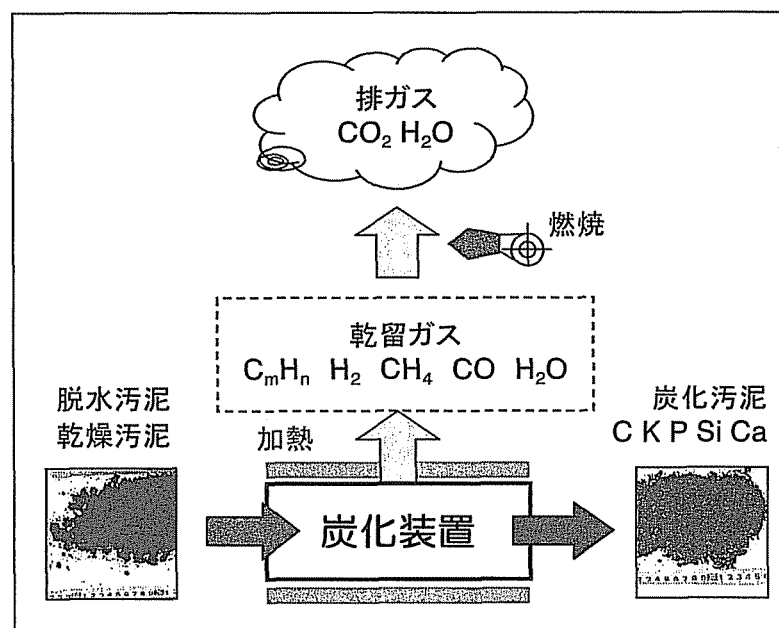 排ガス
CO₂ H₂O
燃焼
乾留ガス
CmHn H₂ CH₄ CO H₂O
脱水汚泥
乾燥汚泥
加熱
炭化汚泥
C K P Si Ca
炭化装置